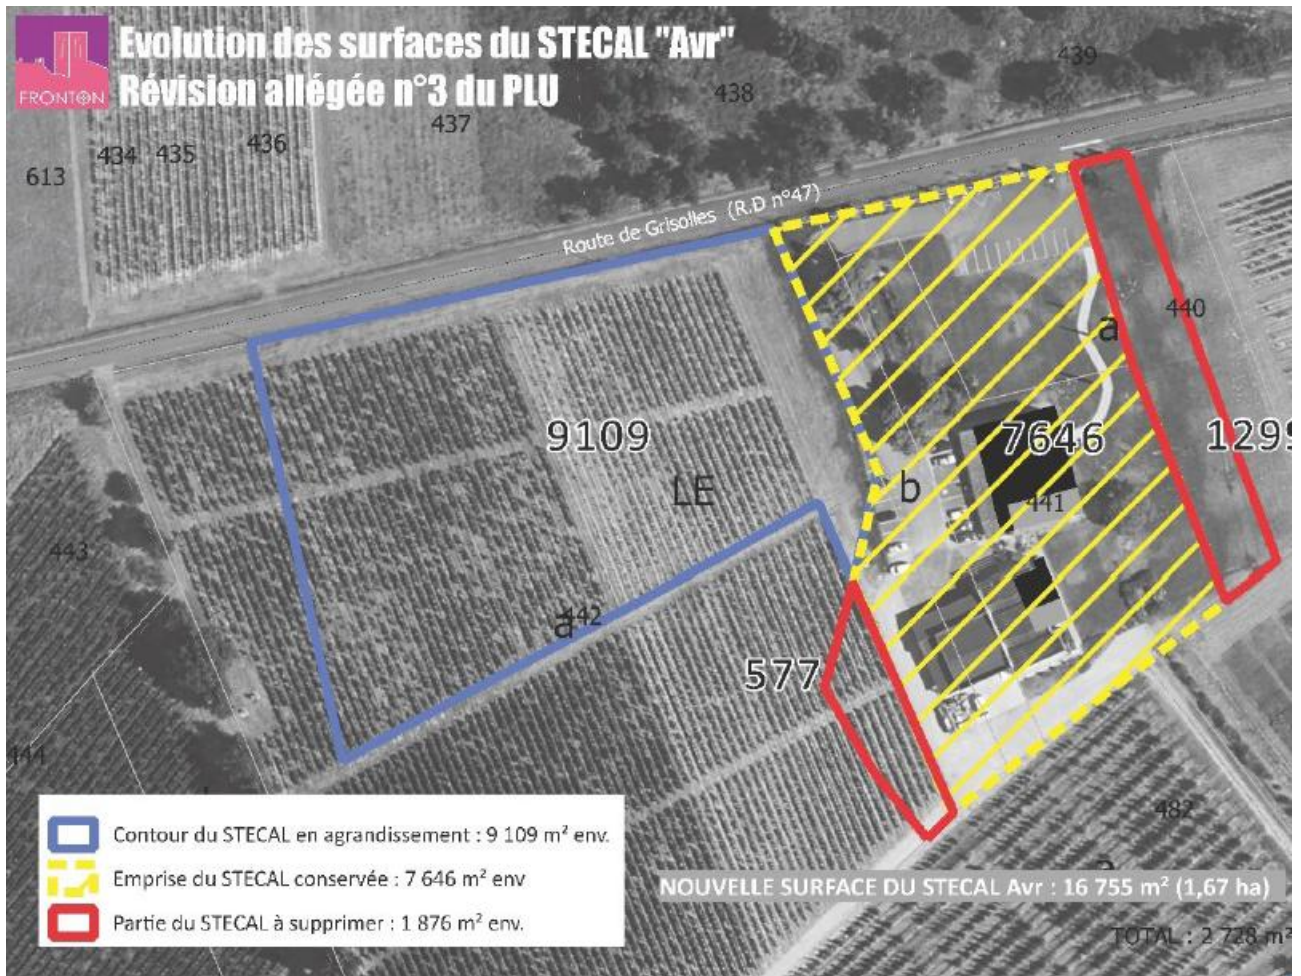 FRONTON
Evolution des surfaces du STECAL "Avr"
Révision allégée n°3 du PLU
439
438
437
436
435
434
613
Route de Grisolles (R.D n°47)
440
a
9109
7646
1299
LE
b
441
443
442
a
577
444
482
a
Contour du STECAL en agrandissement : 9 109 m² env.
Emprise du STECAL conservée : 7 646 m² env
Partie du STECAL à supprimer : 1 876 m² env.
NOUVELLE SURFACE DU STECAL Avr : 16 755 m² (1,67 ha)
TOTAL : 2 728 m²